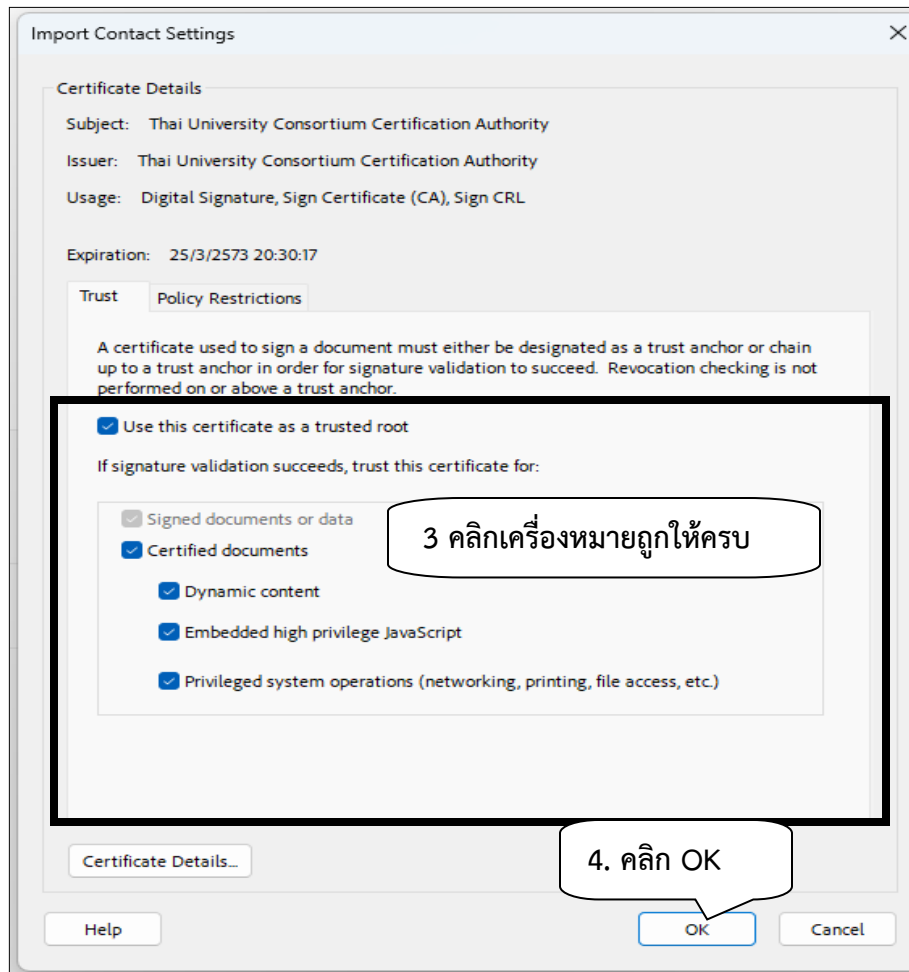 Import Contact Settings
Certificate Details
Subject: Thai University Consortium Certification Authority
Issuer: Thai University Consortium Certification Authority
Usage: Digital Signature, Sign Certificate (CA), Sign CRL
Expiration: 25/3/2573 20:30:17
Trust Policy Restrictions
A certificate used to sign a document must either be designated as a trust anchor or chain
up to a trust anchor in order for signature validation to succeed. Revocation checking is not
performed on or above a trust anchor.
Use this certificate as a trusted root
If signature validation succeeds, trust this certificate for:
Signed documents or data
3 คลิกเครื่องหมายถูกให้ครบ
Certified documents
Dynamic content
Embedded high privilege JavaScript
Privileged system operations (networking, printing, file access, etc.)
Certificate Details...
4. คลิก OK
Help OK Cancel